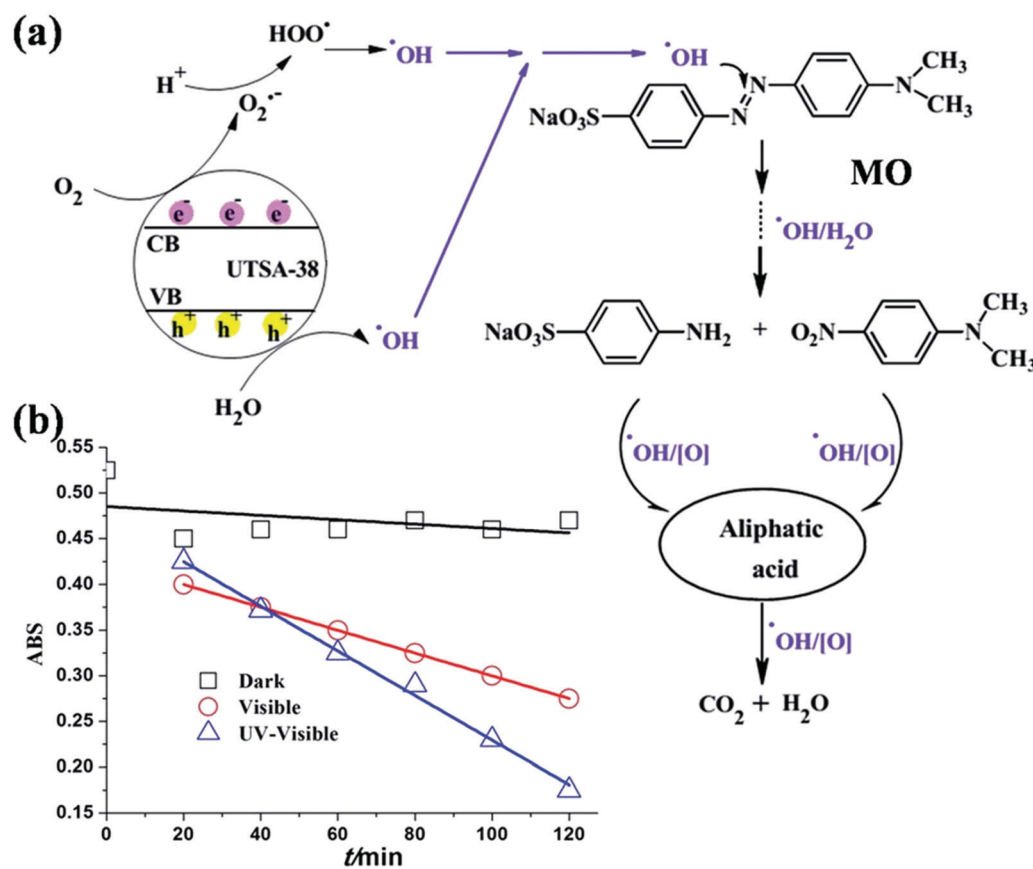 (a)
HOO•
•OH
•OH
H+
O2•-
O2
e- e- e-
CB
UTSA-38
VB
h+ h+ h+
•OH
H2O
NaO3S
N
N
N
CH3
CH3
MO
•OH/H2O
NaO3S
NH2
+
O2N
N
CH3
CH3
•OH/[O]
•OH/[O]
Aliphatic
acid
•OH/[O]
CO2 + H2O
(b)
0.55
0.50
0.45
0.40
0.35
0.30
0.25
0.20
0.15
ABS
Dark
Visible
UV-Visible
0 20 40 60 80 100 120
t/min